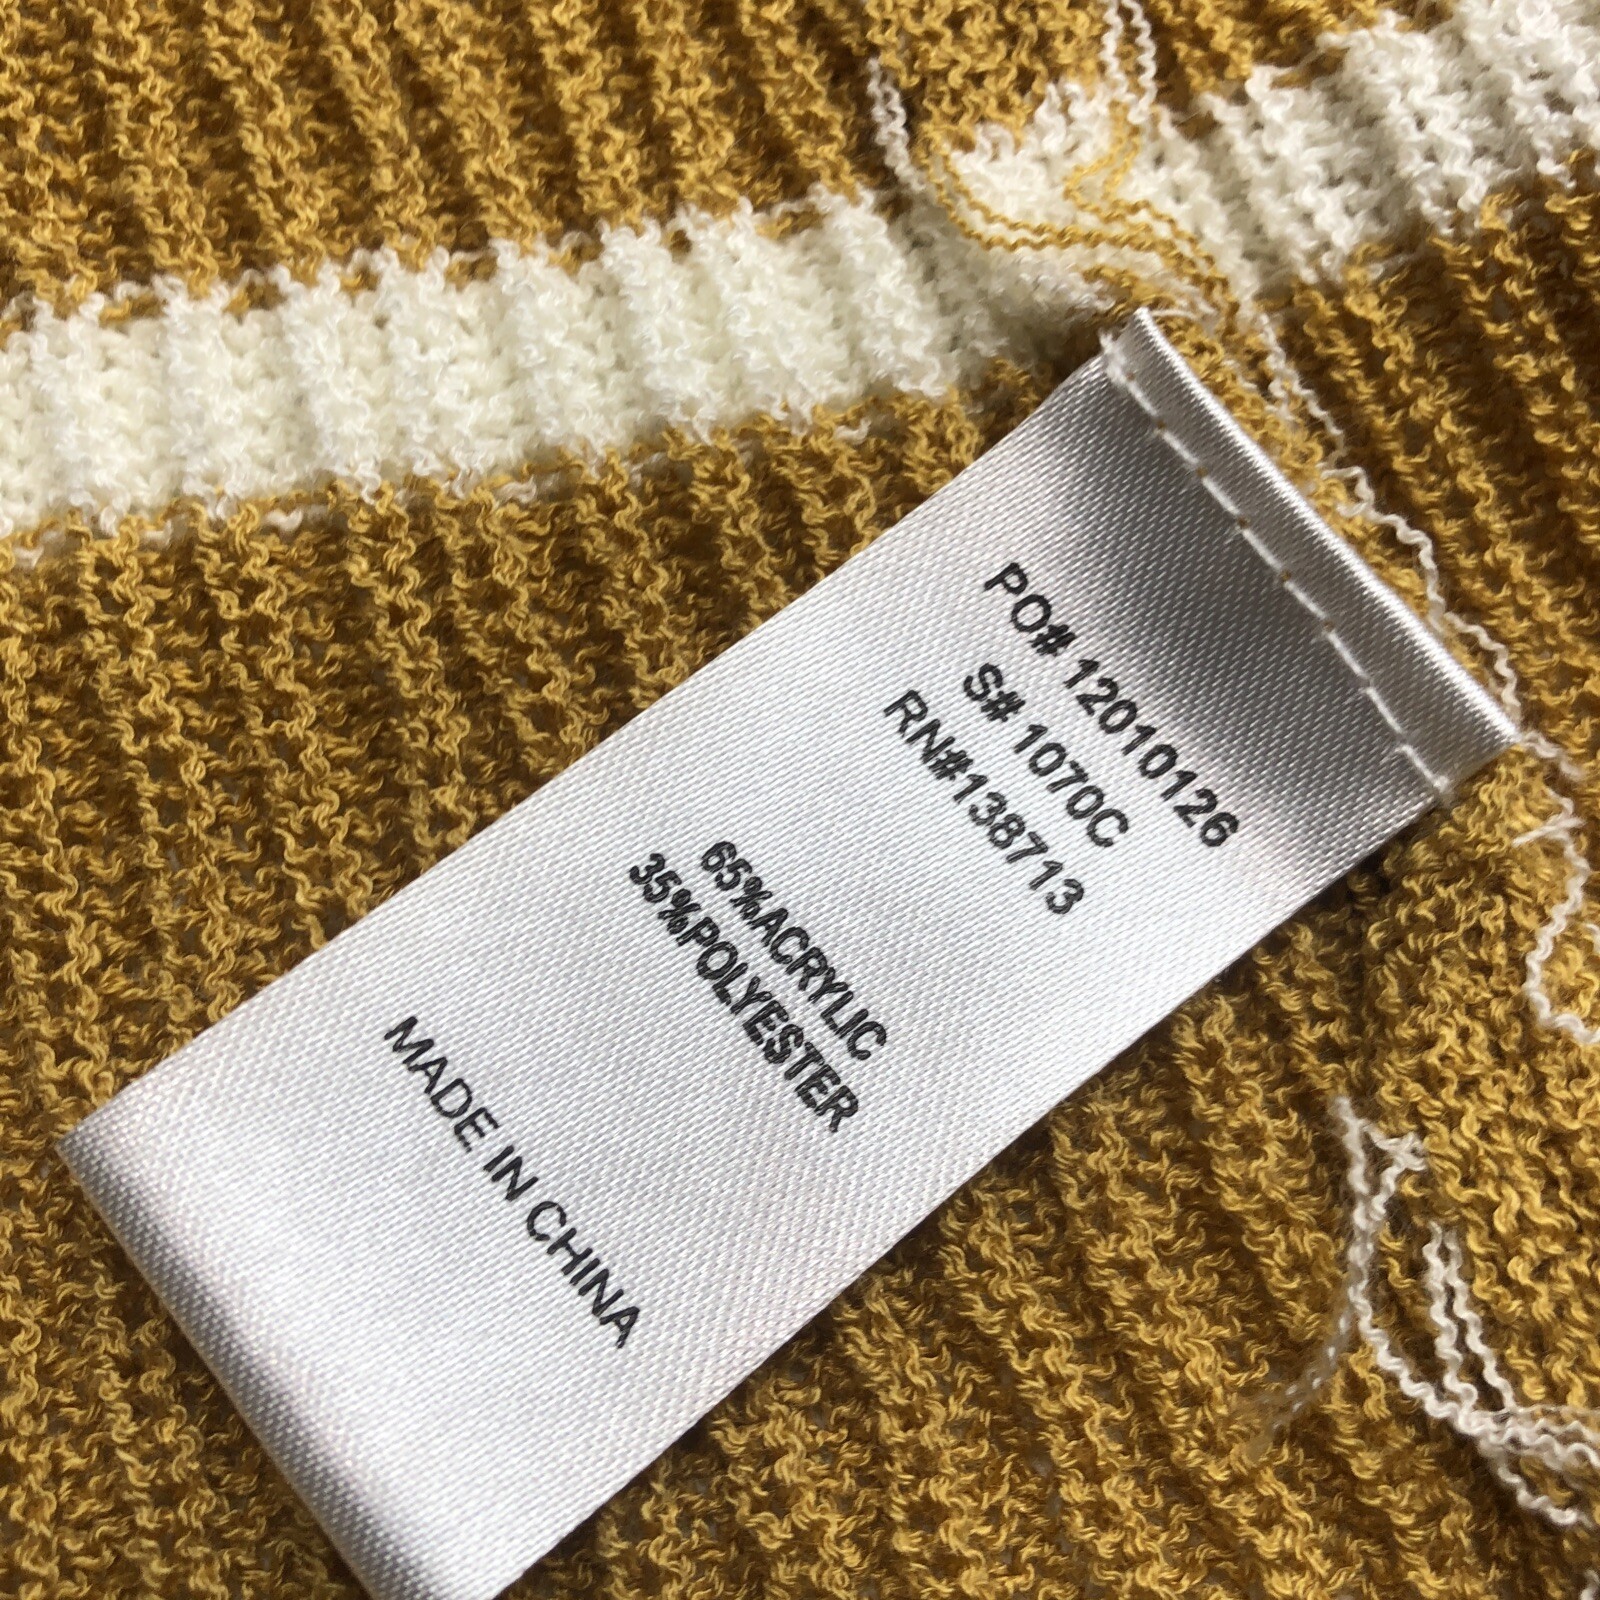 PO# 12010126
S# 1070C
RN#138713
65%ACRYLIC
35%POLYESTER
MADE IN CHINA